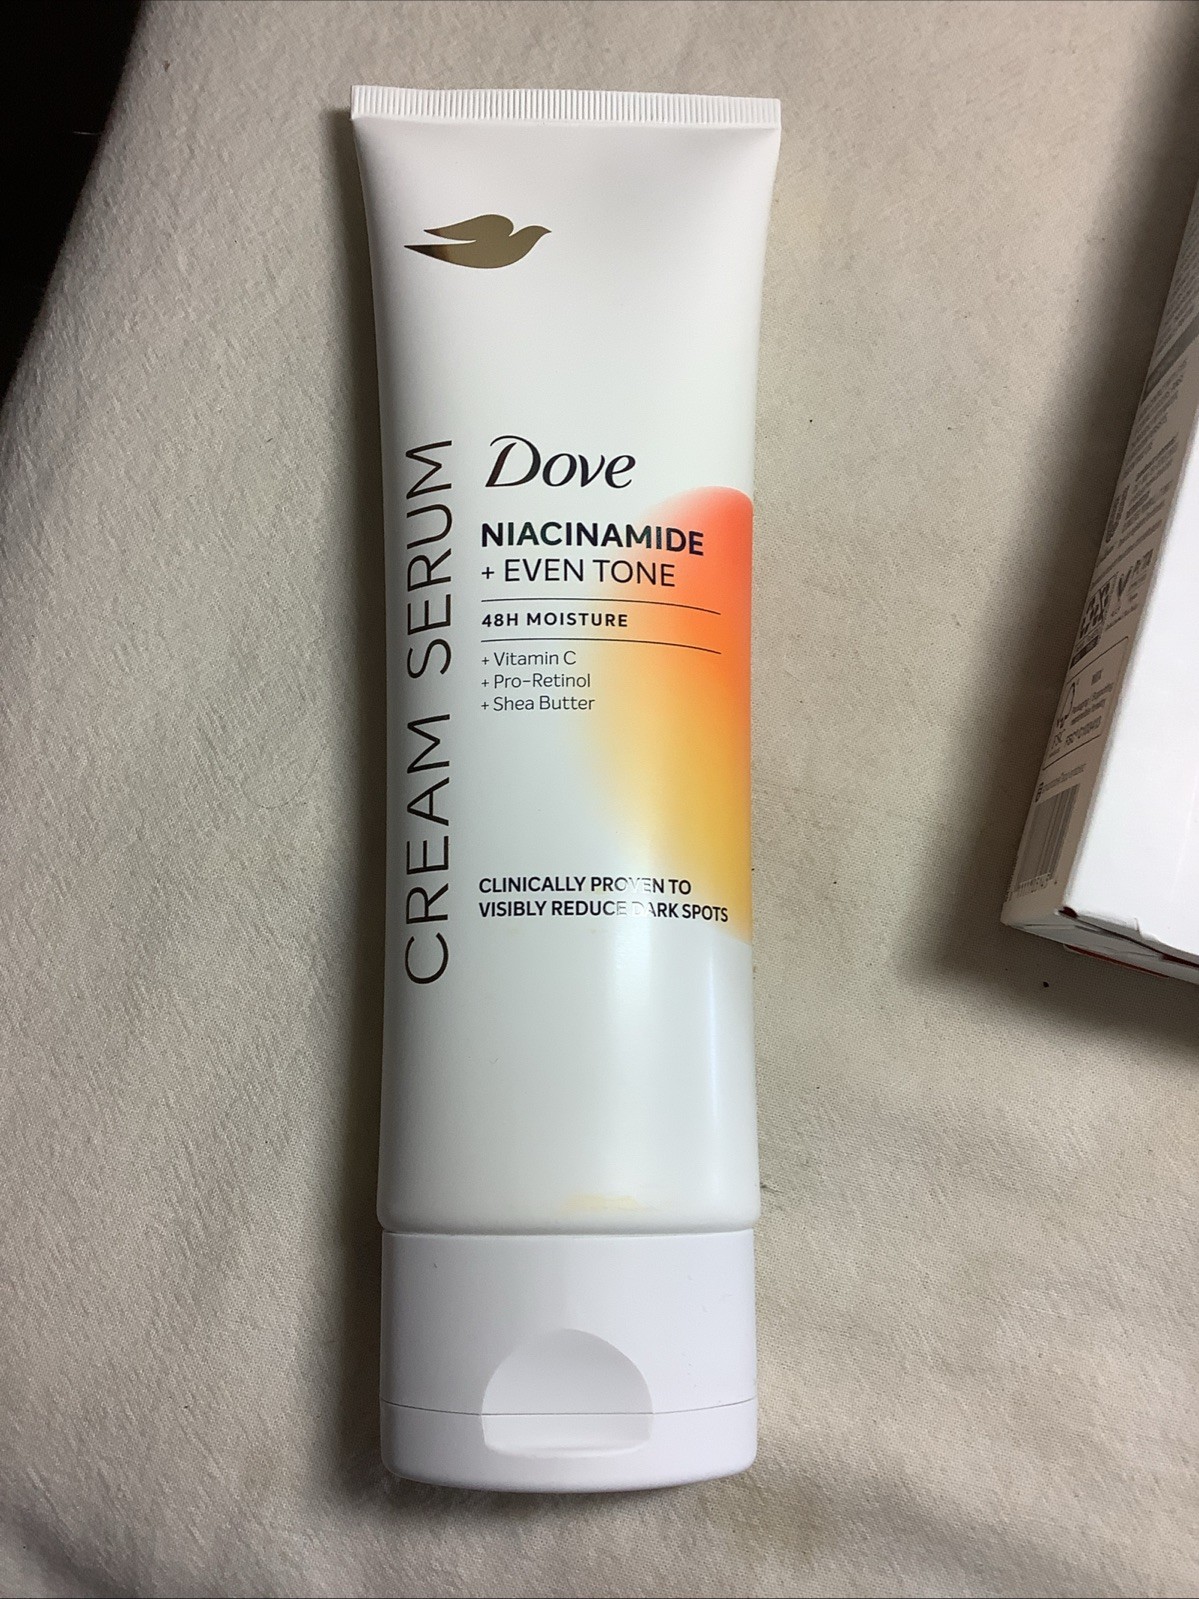 CREAM SERUM
Dove
NIACINAMIDE
+ EVEN TONE
48H MOISTURE
+ Vitamin C
+ Pro-Retinol
+ Shea Butter
CLINICALLY PROVEN TO
VISIBLY REDUCE DARK SPOTS
MIX